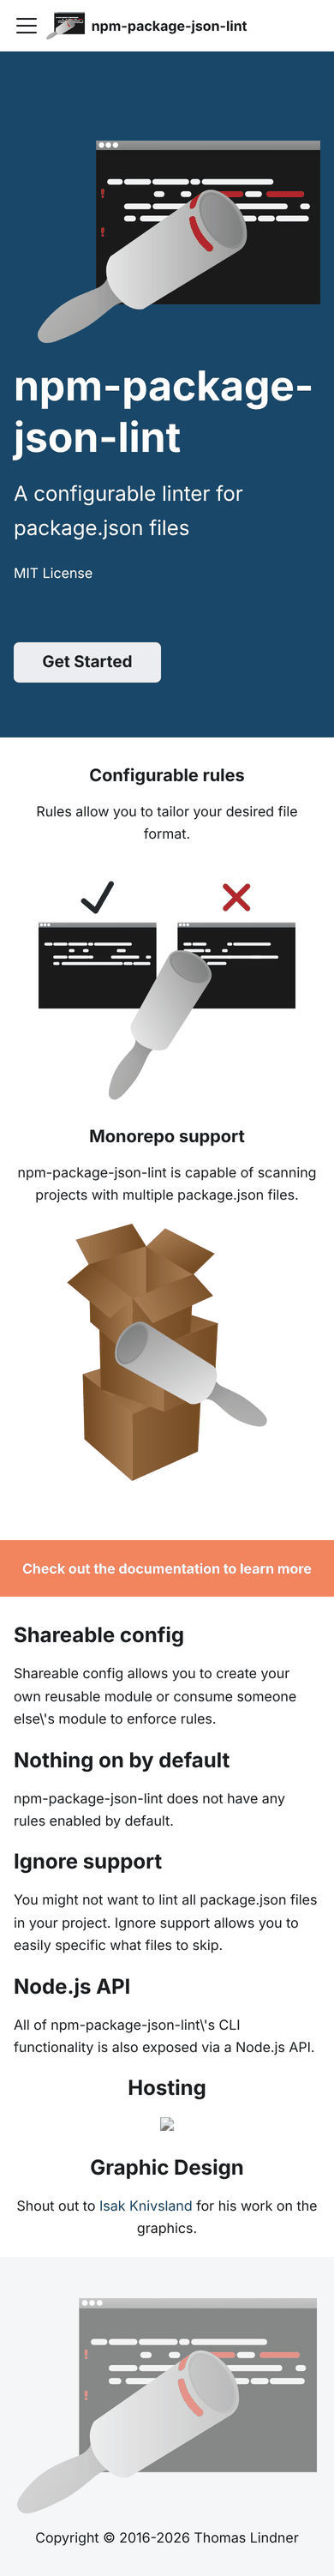 npm-package-json-lint
npm-package-
json-lint
A configurable linter for
package.json files
MIT License
Get Started
Configurable rules
Rules allow you to tailor your desired file
format.
Monorepo support
npm-package-json-lint is capable of scanning
projects with multiple package.json files.
Check out the documentation to learn more
Shareable config
Shareable config allows you to create your
own reusable module or consume someone
else\'s module to enforce rules.
Nothing on by default
npm-package-json-lint does not have any
rules enabled by default.
Ignore support
You might not want to lint all package.json files
in your project. Ignore support allows you to
easily specific what files to skip.
Node.js API
All of npm-package-json-lint\'s CLI
functionality is also exposed via a Node.js API.
Hosting
Graphic Design
Shout out to Isak Knivsland for his work on the
graphics.
Copyright © 2016-2026 Thomas Lindner